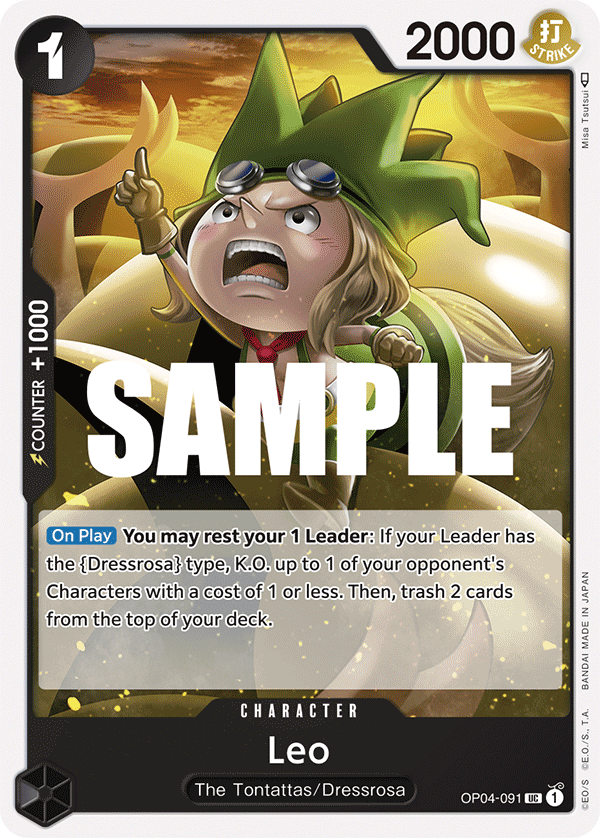 1
2000
打
STRIKE
Misa Tsutsui
COUNTER +1000
SAMPLE
On Play You may rest your 1 Leader: If your Leader has
the {Dressrosa} type, K.O. up to 1 of your opponent's
Characters with a cost of 1 or less. Then, trash 2 cards
from the top of your deck.
CHARACTER
Leo
The Tontattas/Dressrosa
OP04-091 UC 1
©EO/S ©E.O./S., T.A. BANDAI MADE IN JAPAN